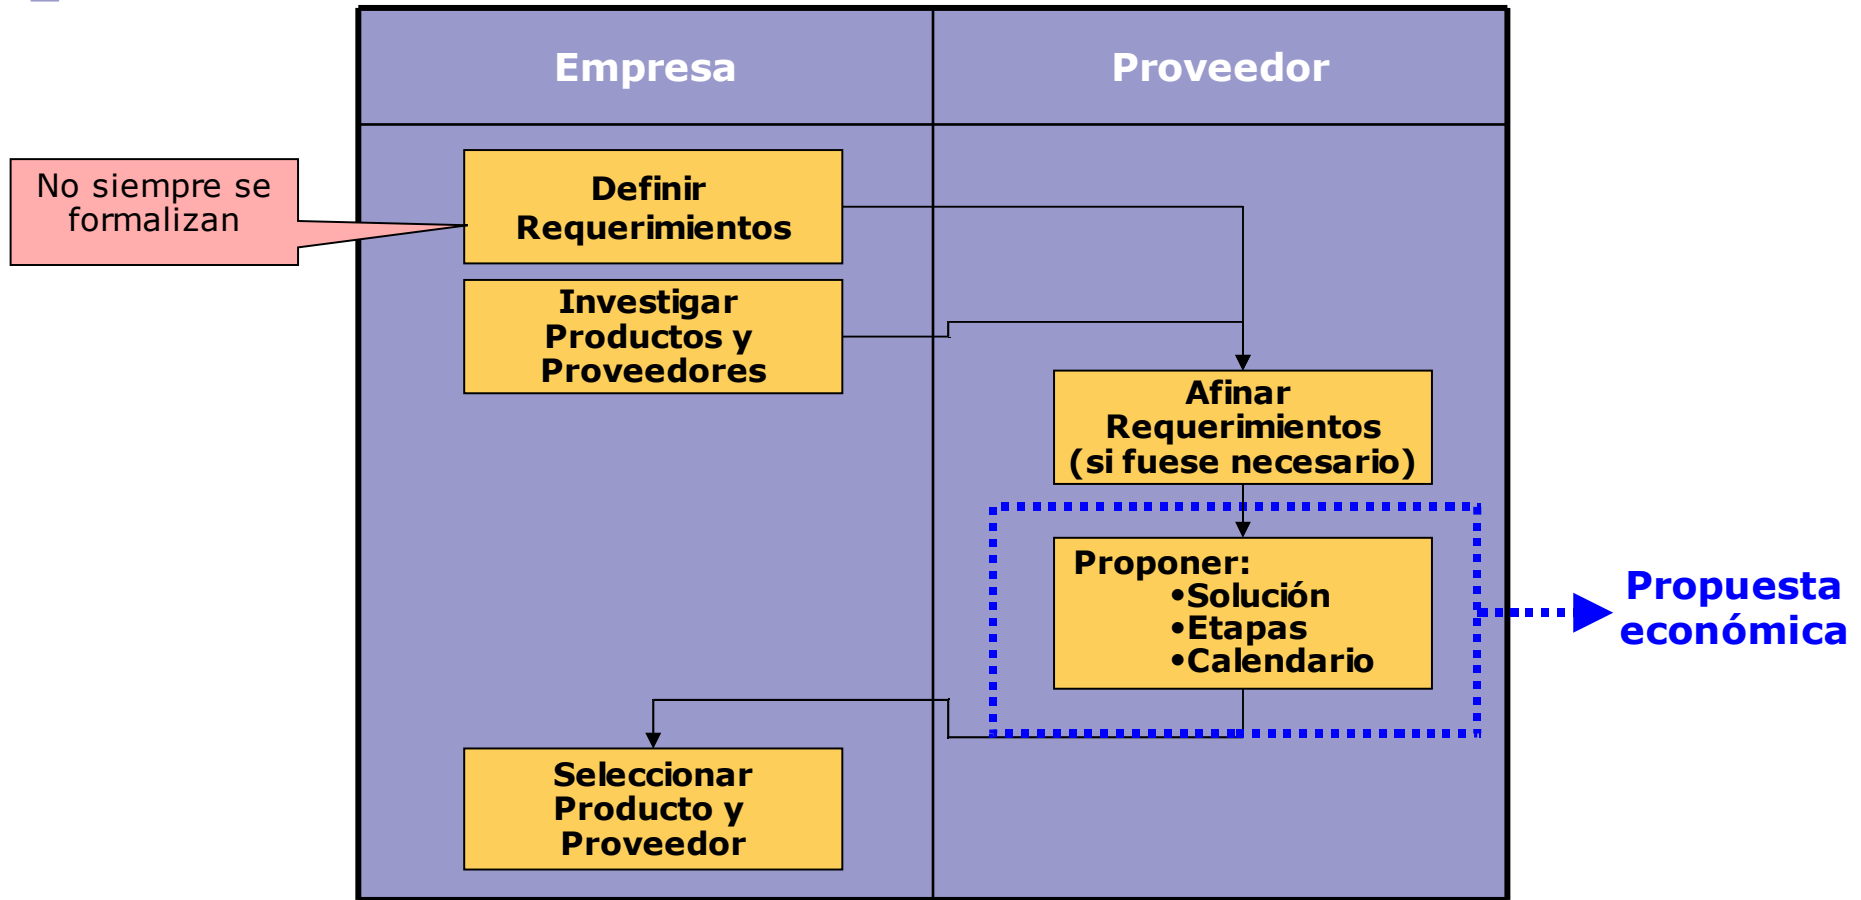 Empresa
Proveedor
No siempre se
formalizan
Definir
Requerimientos
Investigar
Productos y
Proveedores
Afinar
Requerimientos
(si fuese necesario)
Proponer:
•Solución
•Etapas
•Calendario
Propuesta
económica
Seleccionar
Producto y
Proveedor